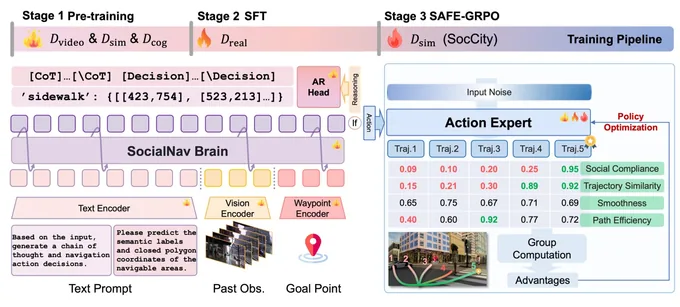 Stage 1 Pre-training
Stage 2 SFT
Stage 3 SAFE-GRPO
D_video & D_sim & D_cog
D_real
D_sim (SocCity)
Training Pipeline
[CoT]…[\CoT] [Decision]…[\Decision]
'sidewalk': {[[423,754], [523,213]…]}
AR
Head
Reasoning
If
Action
SocialNav Brain
Text Encoder
Vision
Encoder
Waypoint
Encoder
Based on the input,
generate a chain of
thought and navigation
action decisions.
Please predict the
semantic labels
and closed polygon
coordinates of the
navigable areas.
Text Prompt
Past Obs.
Goal Point
Input Noise
Action Expert
Policy
Optimization
Traj.1 Traj.2 Traj.3 Traj.4 Traj.5
0.09 0.10 0.20 0.25 0.95 Social Compliance
0.15 0.21 0.30 0.89 0.92 Trajectory Similarity
0.65 0.75 0.67 0.71 0.69 Smoothness
0.40 0.60 0.92 0.77 0.72 Path Efficiency
1 2 3 4 5
Group
Computation
Advantages